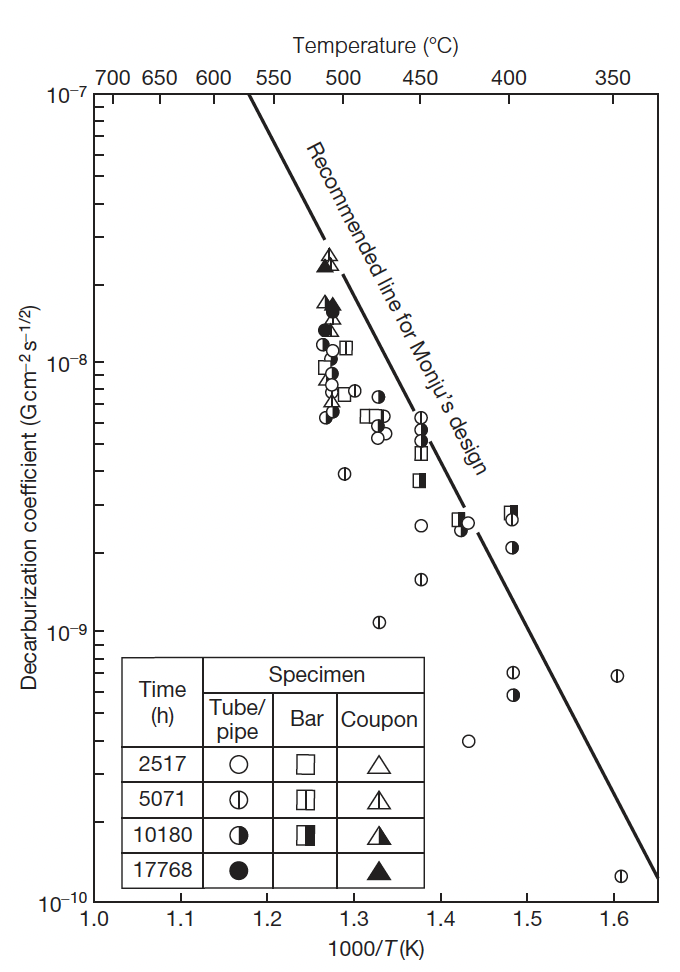 Temperature (°C)
700 650 600 550 500 450 400 350
10⁻⁷
10⁻⁸
10⁻⁹
10⁻¹⁰
Decarburization coefficient (Gcm⁻² s⁻¹/²)
Recommended line for Monju's design
Time
(h)
Specimen
Tube/
pipe
Bar
Coupon
2517
5071
10180
17768
1.0 1.1 1.2 1.3 1.4 1.5 1.6
1000/T (K)